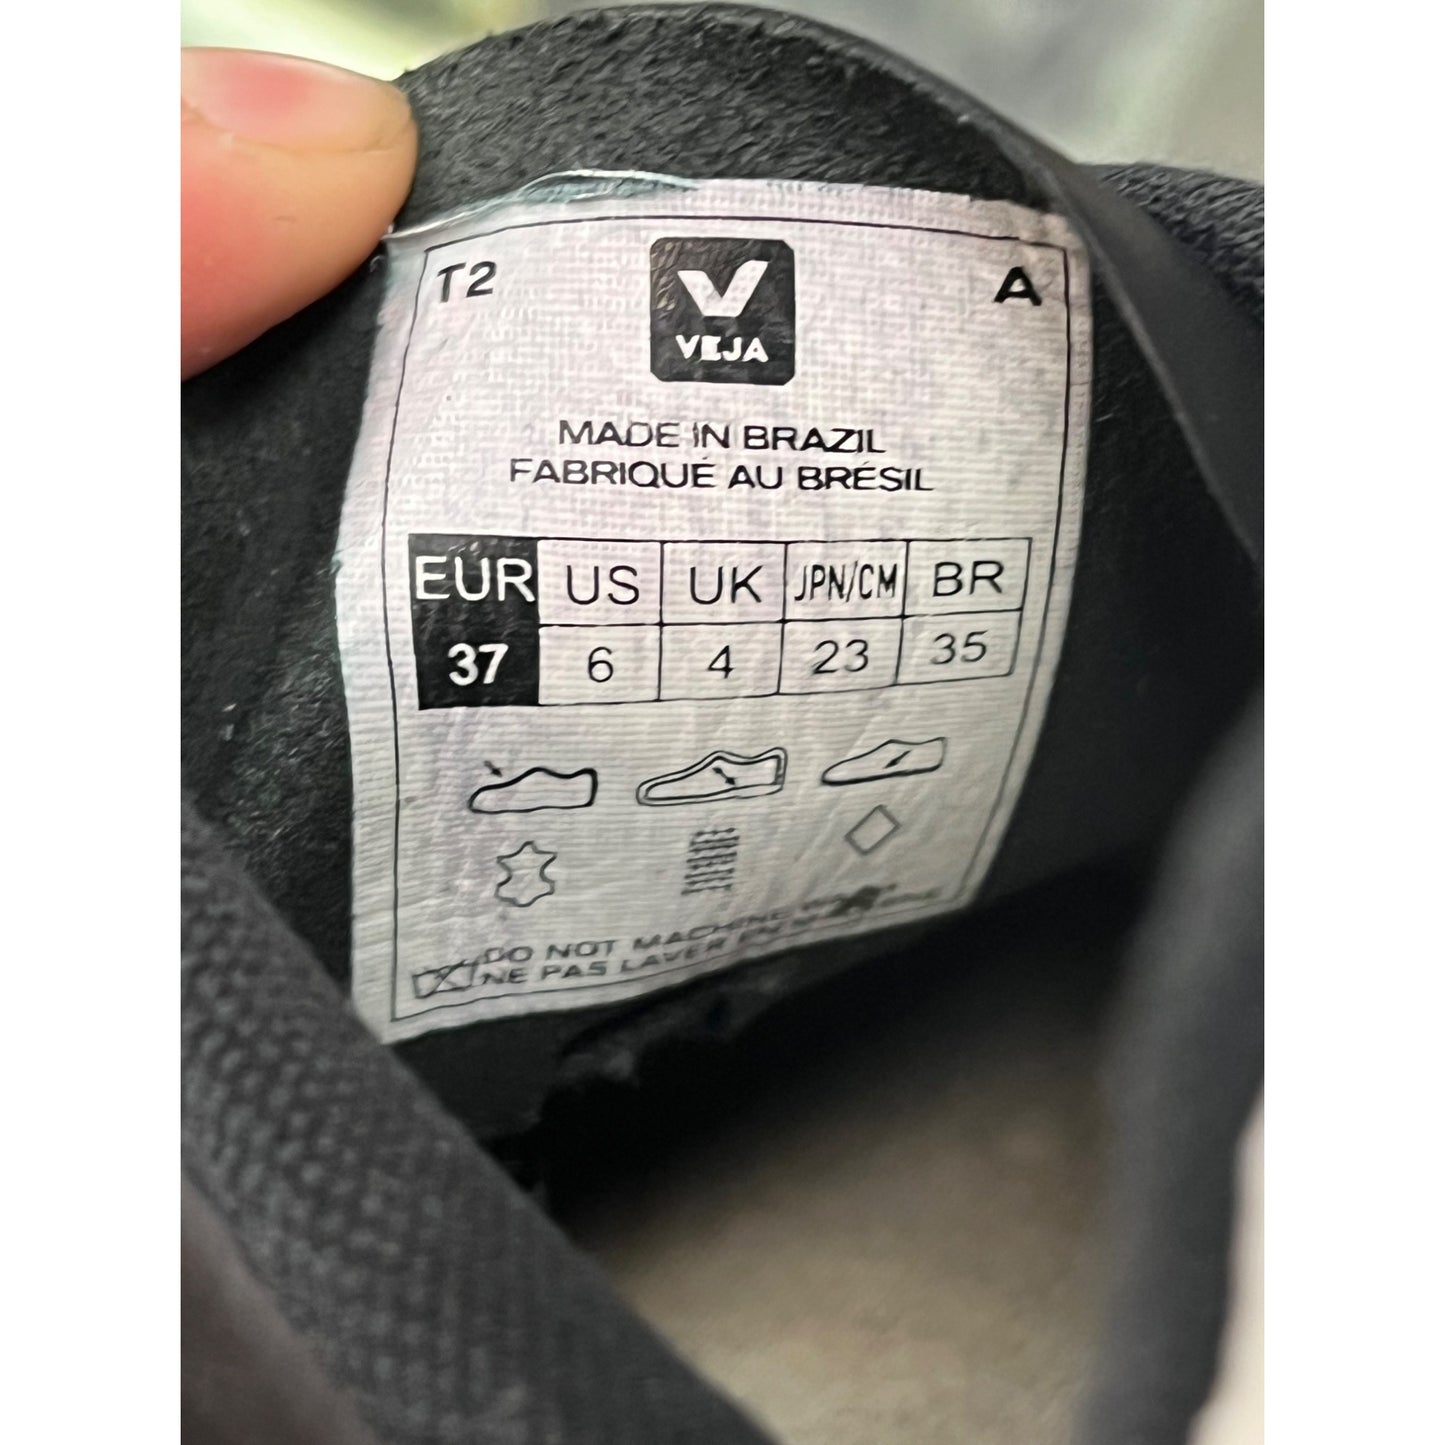 T2
A
VEJA
MADE IN BRAZIL
FABRIQUÉ AU BRÉSIL
EUR US UK JPN/CM BR
37 6 4 23 35
DO NOT MACHINE
NE PAS LAVER EN